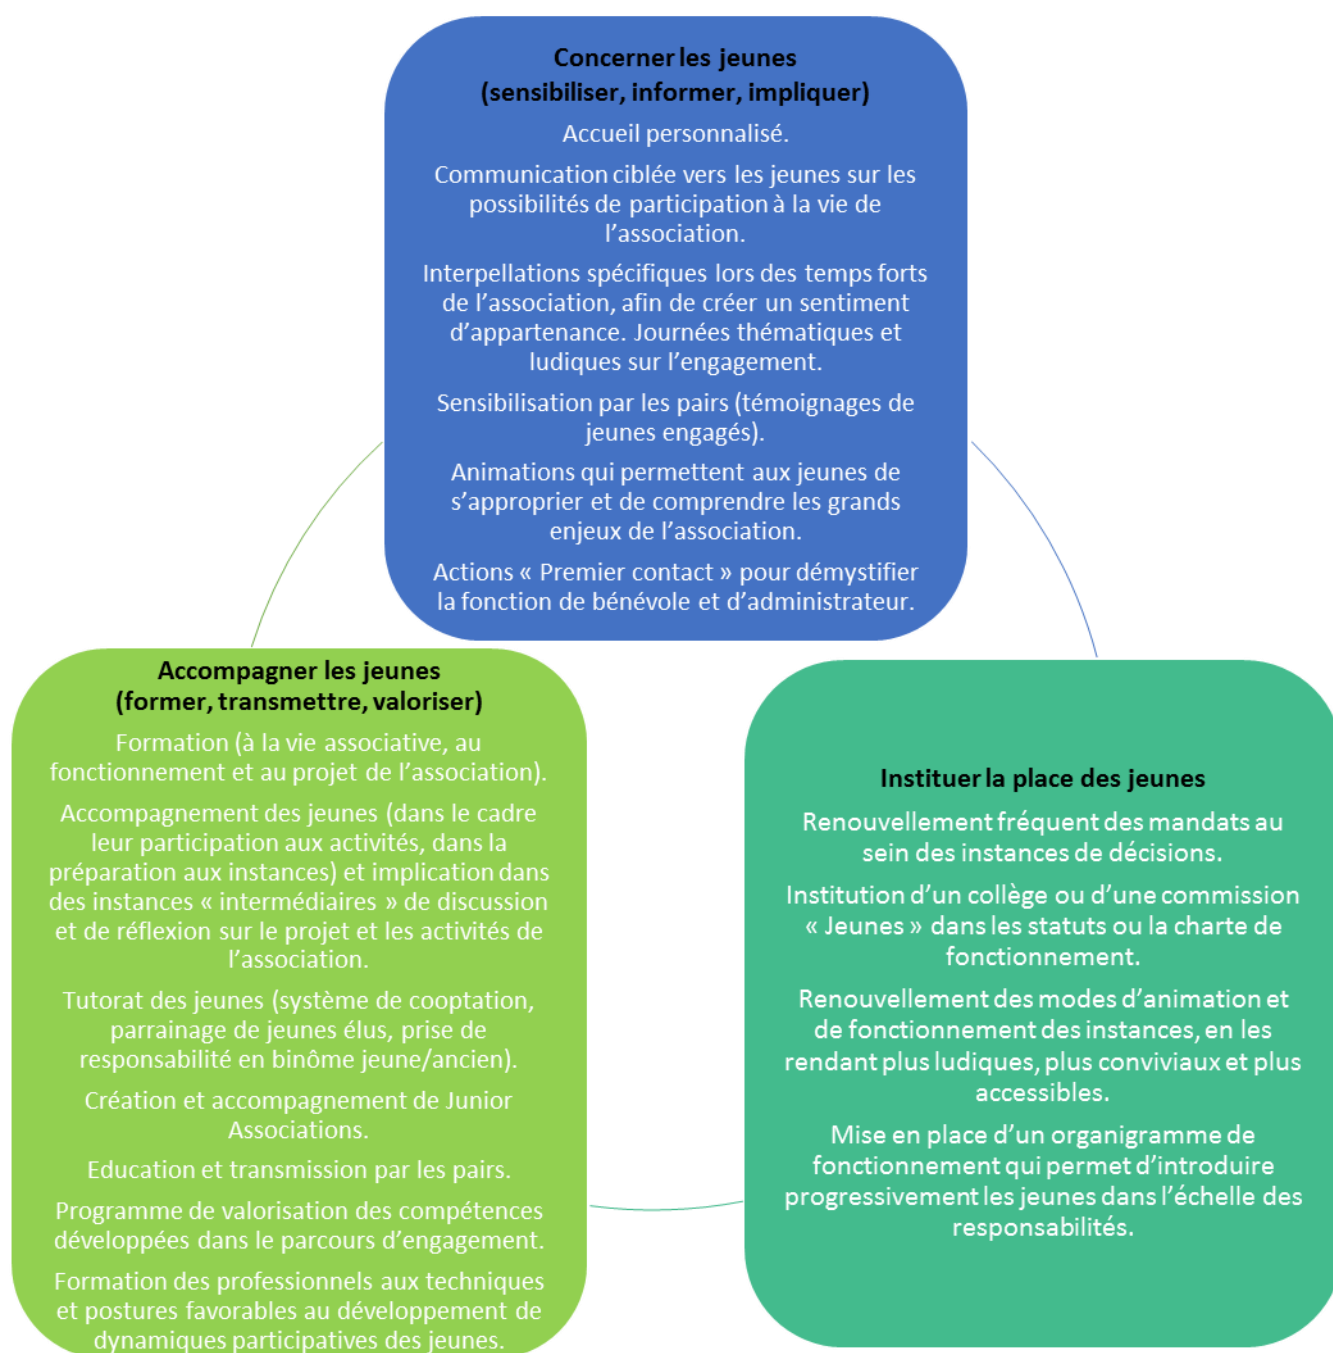 Concerner les jeunes
(sensibiliser, informer, impliquer)
Accueil personnalisé.
Communication ciblée vers les jeunes sur les
possibilités de participation à la vie de
l’association.
Interpellations spécifiques lors des temps forts
de l’association, afin de créer un sentiment
d’appartenance. Journées thématiques et
ludiques sur l’engagement.
Sensibilisation par les pairs (témoignages de
jeunes engagés).
Animations qui permettent aux jeunes de
s’approprier et de comprendre les grands
enjeux de l’association.
Actions « Premier contact » pour démystifier
la fonction de bénévole et d’administrateur.
Accompagner les jeunes
(former, transmettre, valoriser)
Formation (à la vie associative, au
fonctionnement et au projet de l’association).
Accompagnement des jeunes (dans le cadre
leur participation aux activités, dans la
préparation aux instances) et implication dans
des instances « intermédiaires » de discussion
et de réflexion sur le projet et les activités de
l’association.
Tutorat des jeunes (système de cooptation,
parrainage de jeunes élus, prise de
responsabilité en binôme jeune/ancien).
Création et accompagnement de Junior
Associations.
Education et transmission par les pairs.
Programme de valorisation des compétences
développées dans le parcours d’engagement.
Formation des professionnels aux techniques
et postures favorables au développement de
dynamiques participatives des jeunes.
Instituer la place des jeunes
Renouvellement fréquent des mandats au
sein des instances de décisions.
Institution d’un collège ou d’une commission
« Jeunes » dans les statuts ou la charte de
fonctionnement.
Renouvellement des modes d’animation et
de fonctionnement des instances, en les
rendant plus ludiques, plus conviviaux et plus
accessibles.
Mise en place d’un organigramme de
fonctionnement qui permet d’introduire
progressivement les jeunes dans l’échelle des
responsabilités.